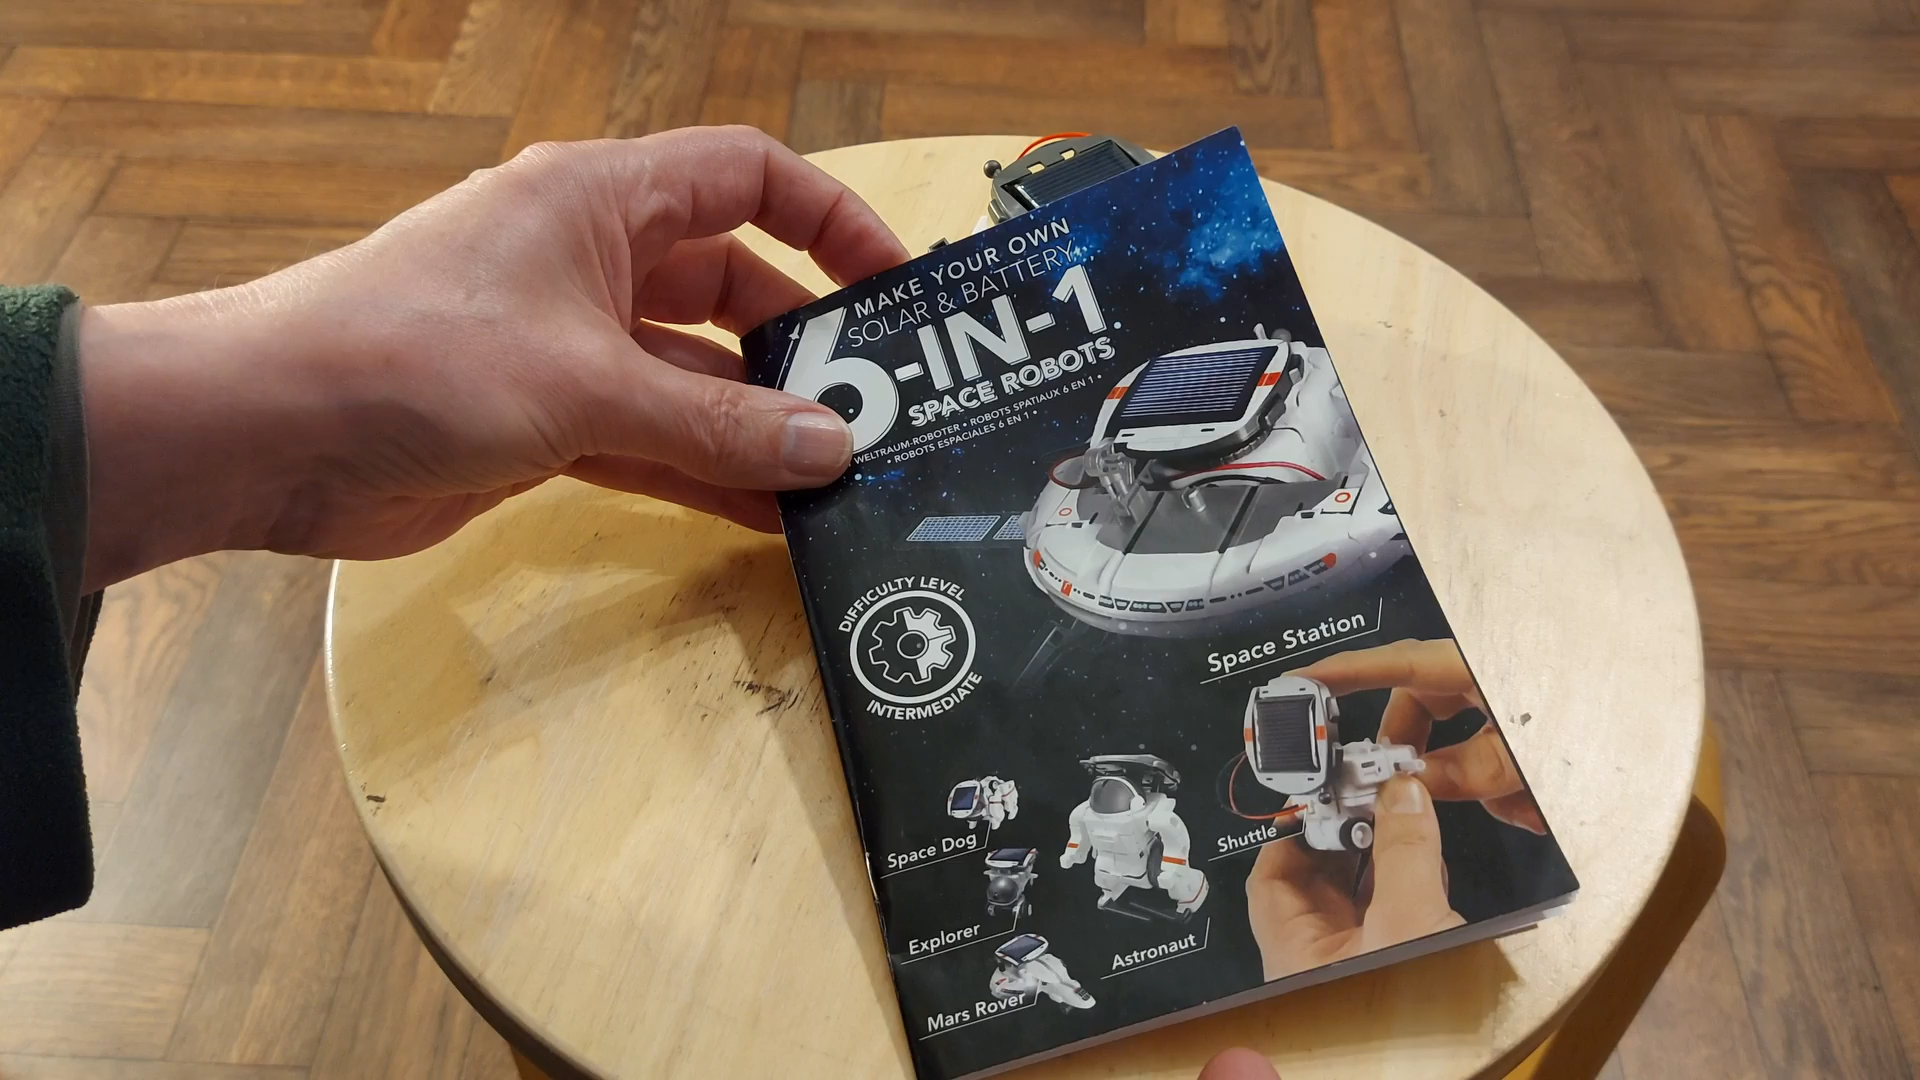 MAKE YOUR OWN
SOLAR & BATTERY
6-IN-1
SPACE ROBOTS
WELTRAUM-ROBOTER • ROBOTS SPATIAUX 6 EN 1 •
• ROBOTS ESPACIALES 6 EN 1 •
DIFFICULTY LEVEL
INTERMEDIATE
Space Station
Space Dog
Shuttle
Explorer
Astronaut
Mars Rover